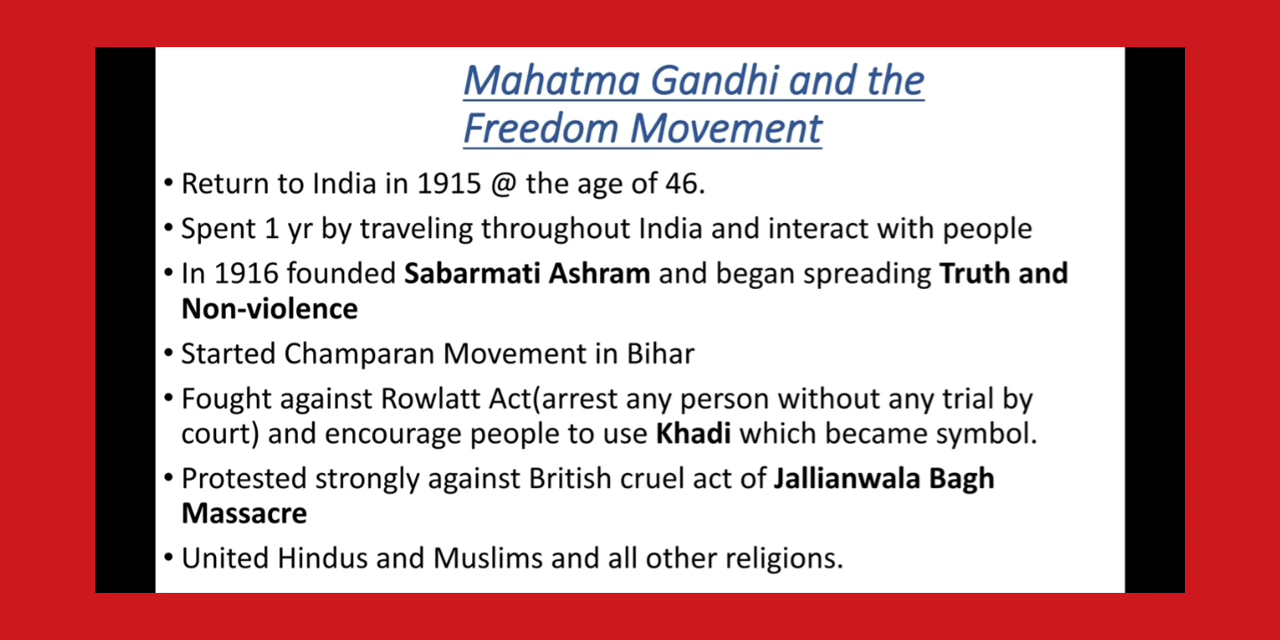 Mahatma Gandhi and the
Freedom Movement
• Return to India in 1915 @ the age of 46.
• Spent 1 yr by traveling throughout India and interact with people
• In 1916 founded Sabarmati Ashram and began spreading Truth and
Non-violence
• Started Champaran Movement in Bihar
• Fought against Rowlatt Act(arrest any person without any trial by
court) and encourage people to use Khadi which became symbol.
• Protested strongly against British cruel act of Jallianwala Bagh
Massacre
• United Hindus and Muslims and all other religions.